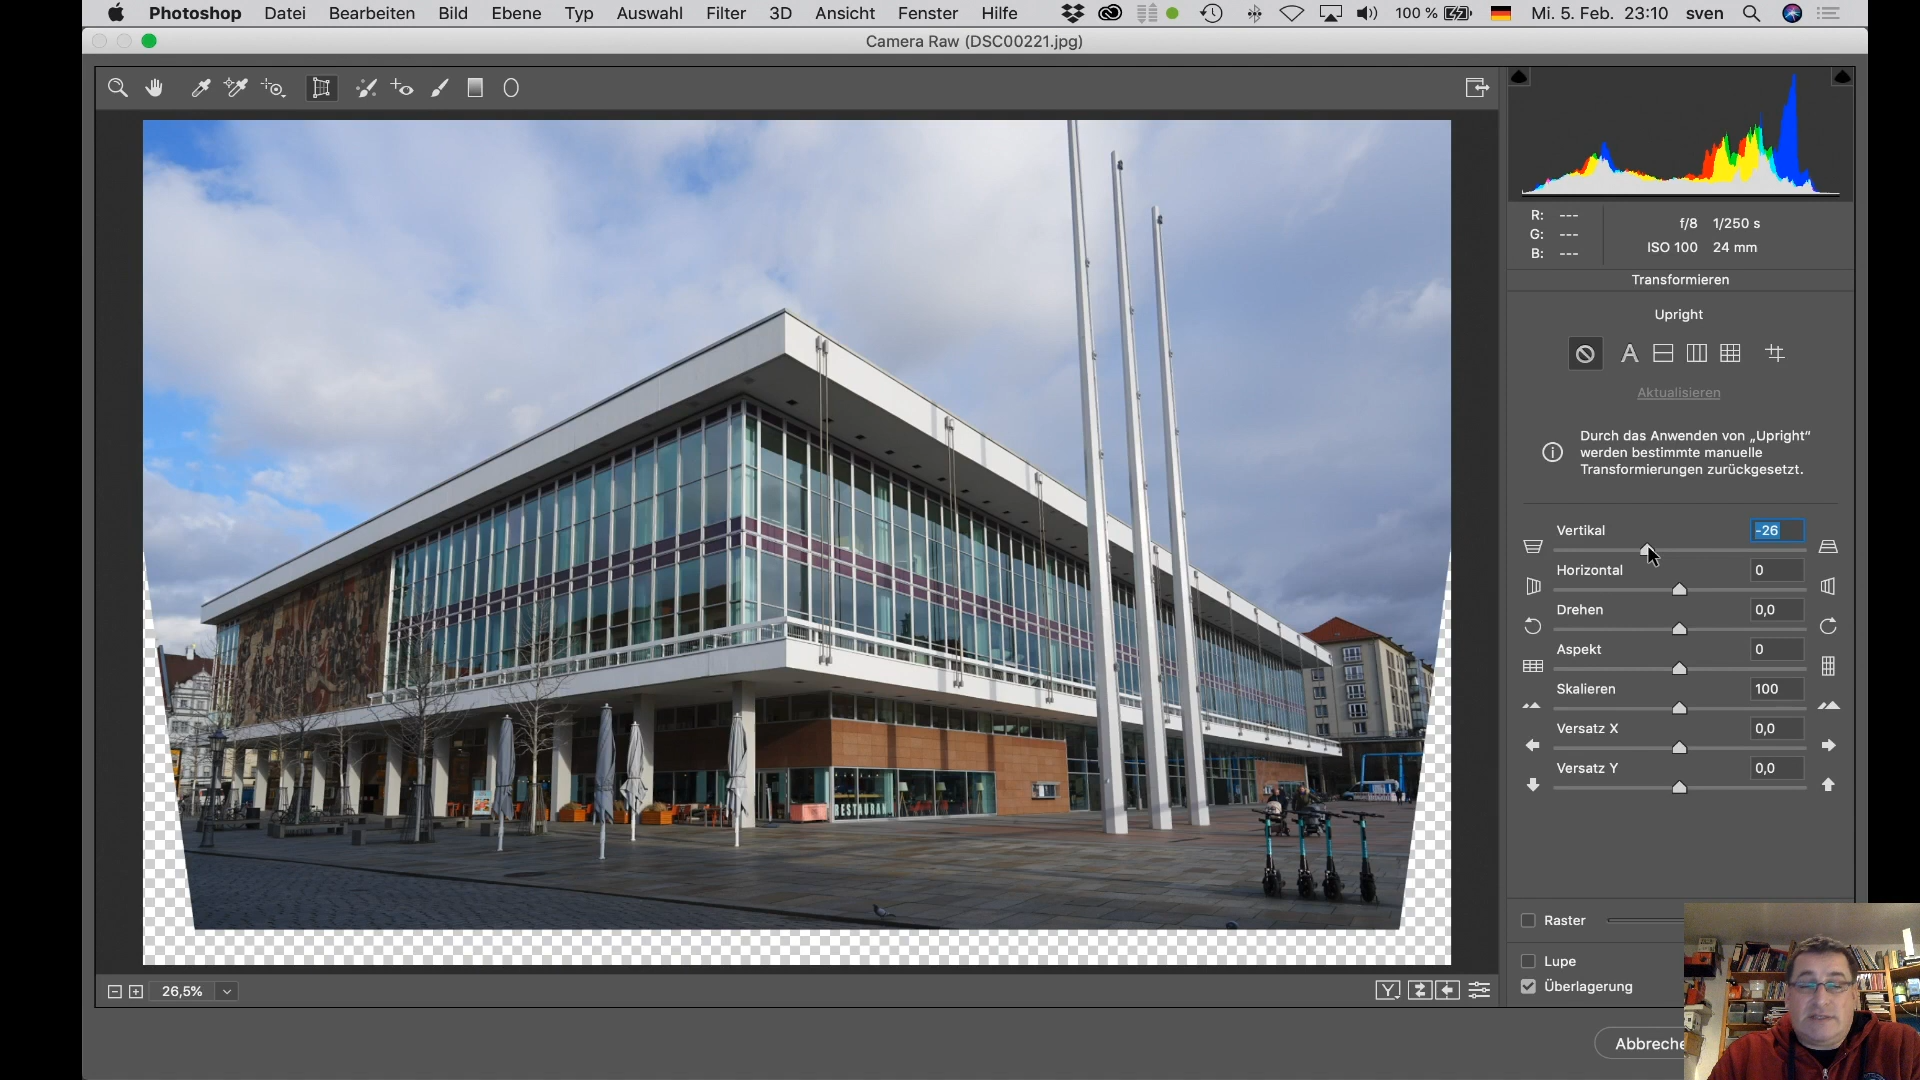 Photoshop Datei Bearbeiten Bild Ebene Typ Auswahl Filter 3D Ansicht Fenster Hilfe 100 % Mi. 5. Feb. 23:10 sven
Camera Raw (DSC00221.jpg)
R: ---
G: ---
B: ---
f/8 1/250 s
ISO 100 24 mm
Transformieren
Upright
A
Aktualisieren
Durch das Anwenden von „Upright“
werden bestimmte manuelle
Transformierungen zurückgesetzt.
Vertikal -26
Horizontal 0
Drehen 0,0
Aspekt 0
Skalieren 100
Versatz X 0,0
Versatz Y 0,0
RESTAURANT
Raster
Lupe
Überlagerung
26,5%
Y
Abbreche